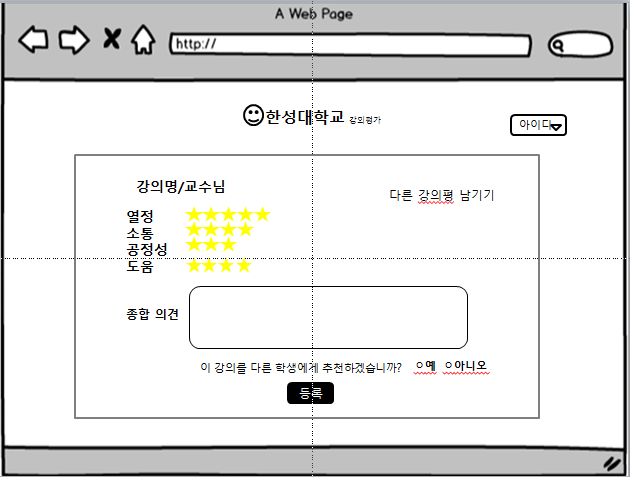 A Web Page
http://
한성대학교 강의평가
아이디
강의명/교수님
다른 강의평 남기기
열정
소통
공정성
도움
종합 의견
이 강의를 다른 학생에게 추천하겠습니까? ㅇ예 ㅇ아니오
등록